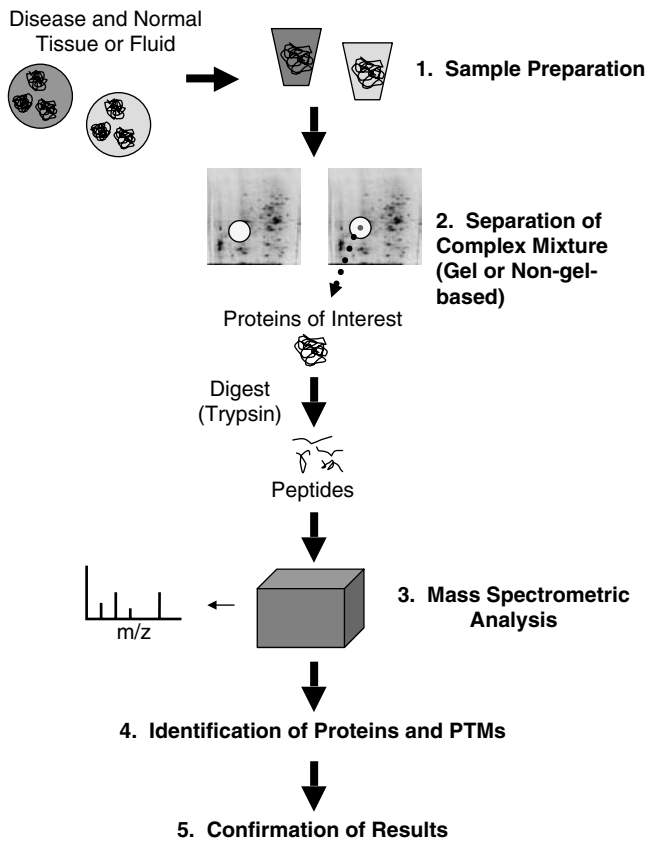 Disease and Normal
Tissue or Fluid
1. Sample Preparation
2. Separation of
Complex Mixture
(Gel or Non-gel-
based)
Proteins of Interest
Digest
(Trypsin)
Peptides
3. Mass Spectrometric
Analysis
m/z
4. Identification of Proteins and PTMs
5. Confirmation of Results